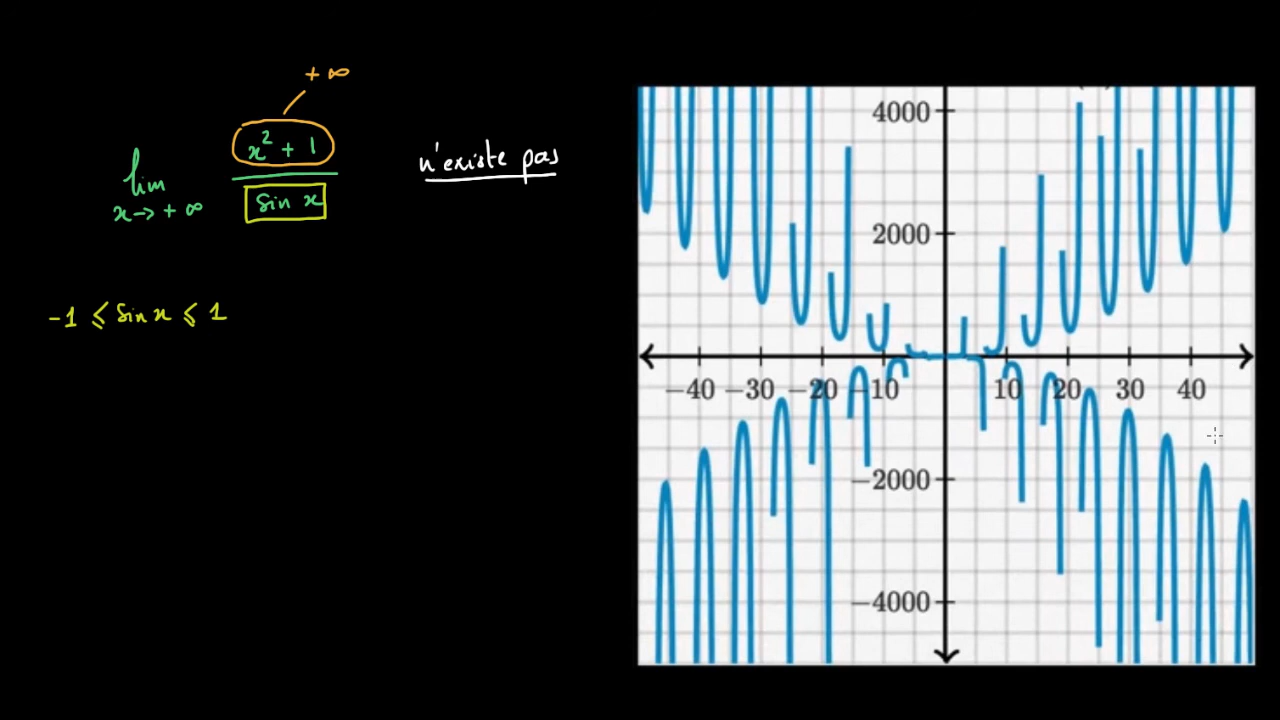 + ∞
lim x→ + ∞ x² + 1 / sin x n'existe pas
-1 ⩽ sin x ⩽ 1
4000
2000
-40 -30 -20 -10 10 20 30 40
-2000
-4000